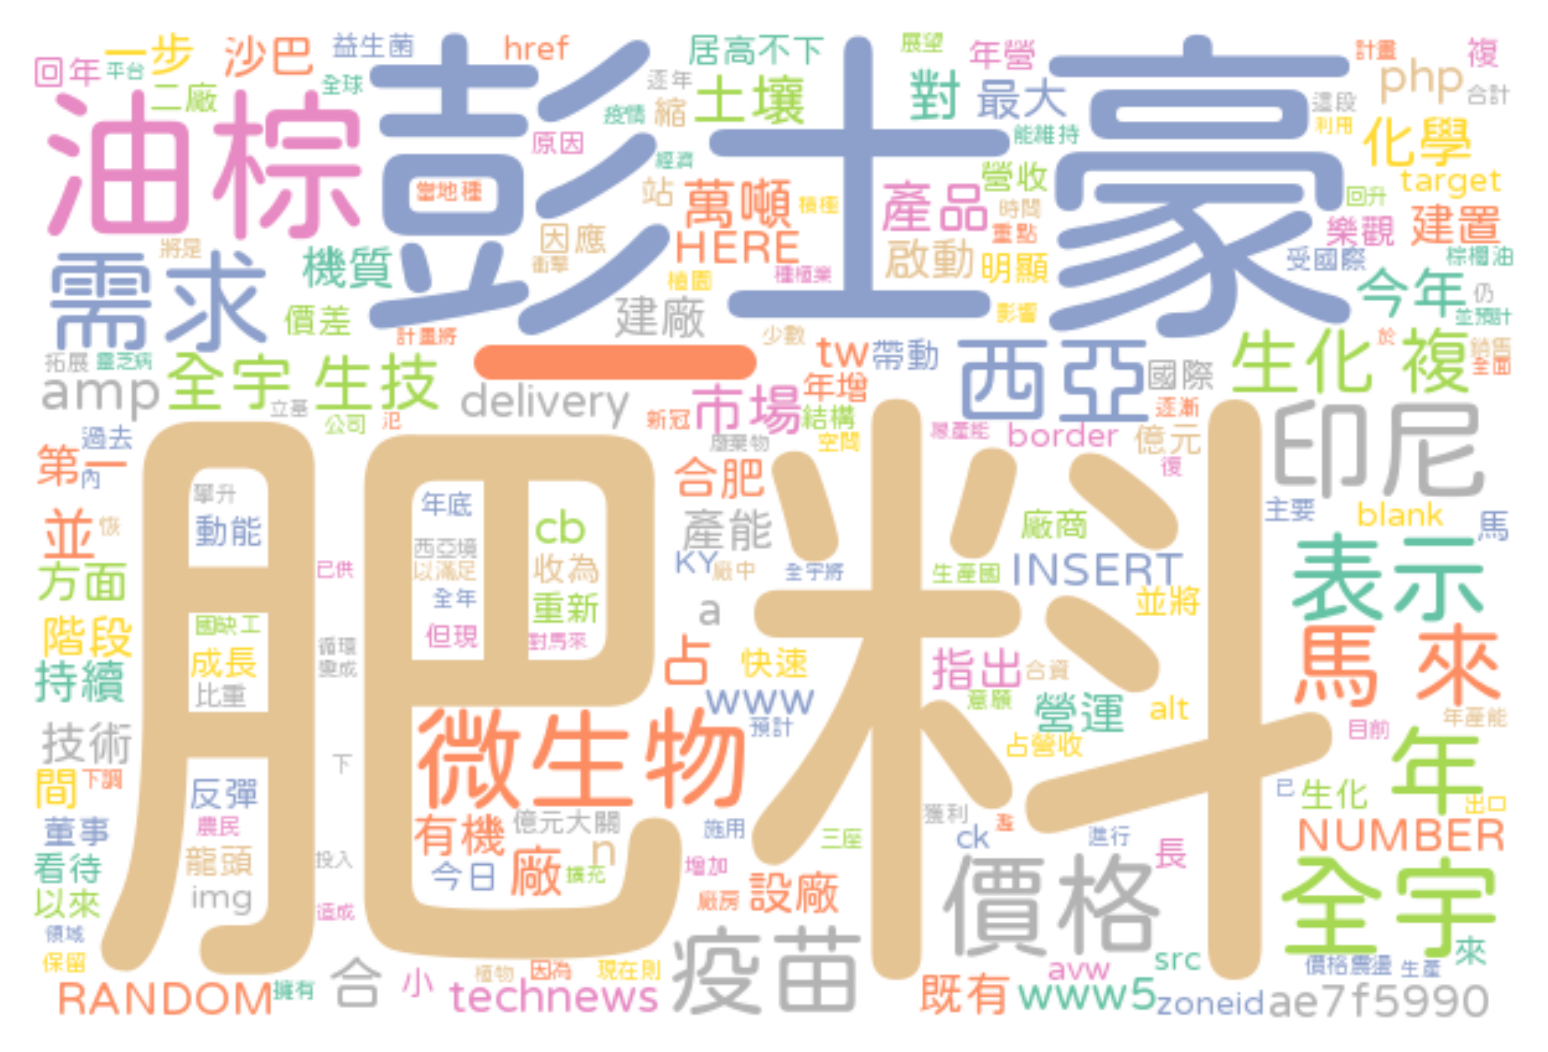 回年 平台 一步 沙巴 益生菌 href 居高不下 展望 年營 計畫 複
二廠 全球 逐年 土壤 對 最大 php 合計
油棕 彭士豪
疫情 縮 能維持 這段 利用 化學
原因 經濟 target
當地種 站 萬噸 積極 產品 營收 時間 回升
將是 因應 HERE 啟動 重點 樂觀 建置
需求 機質 衝擊 植園 種植業 明顯 受國際 棕櫚油
價差 建廠 影響 今年 仍 並預計
計畫將 少數 於
拓展 靈芝病 一 tw 帶動 西亞 國際 生化 複 銷售 全面
amp 全宇 生技 delivery 市場 年增 逐漸
立基 公司 新冠 結構
過去 廢棄物 空間 border 億元 印尼
第一 內 肥料 合肥 復
攀升 年底 主要 blank 馬
並 恢 動能 cb 產能 廠商
西亞境 KY 廠中 全宇將 生產國 INSERT 表示
方面 已供 以滿足 收為
全年 重新 a 並將
階段 國缺工 但現 對馬來 馬 來
成長 循環 占 快速 指出 合資
持續 比重 變成 www 意願 營運 alt
技術 微生物 預計 占營收 目前 年產能
下 年
間 下調 反彈 已 生化 出口
董事 農民 有機 億元大關 施用 三座 獲利 ck 進行 NUMBER
看待 龍頭 投入 今日 廠 n 擴充 增加 長
以來 img 廠房 設廠 價格 全宇
領域 造成
保留 合 小 植物 因為 現在則 疫苗 avw src 價格震盪 生產 來
RANDOM 擁有 technews 既有 www5 zoneid ae7f5990